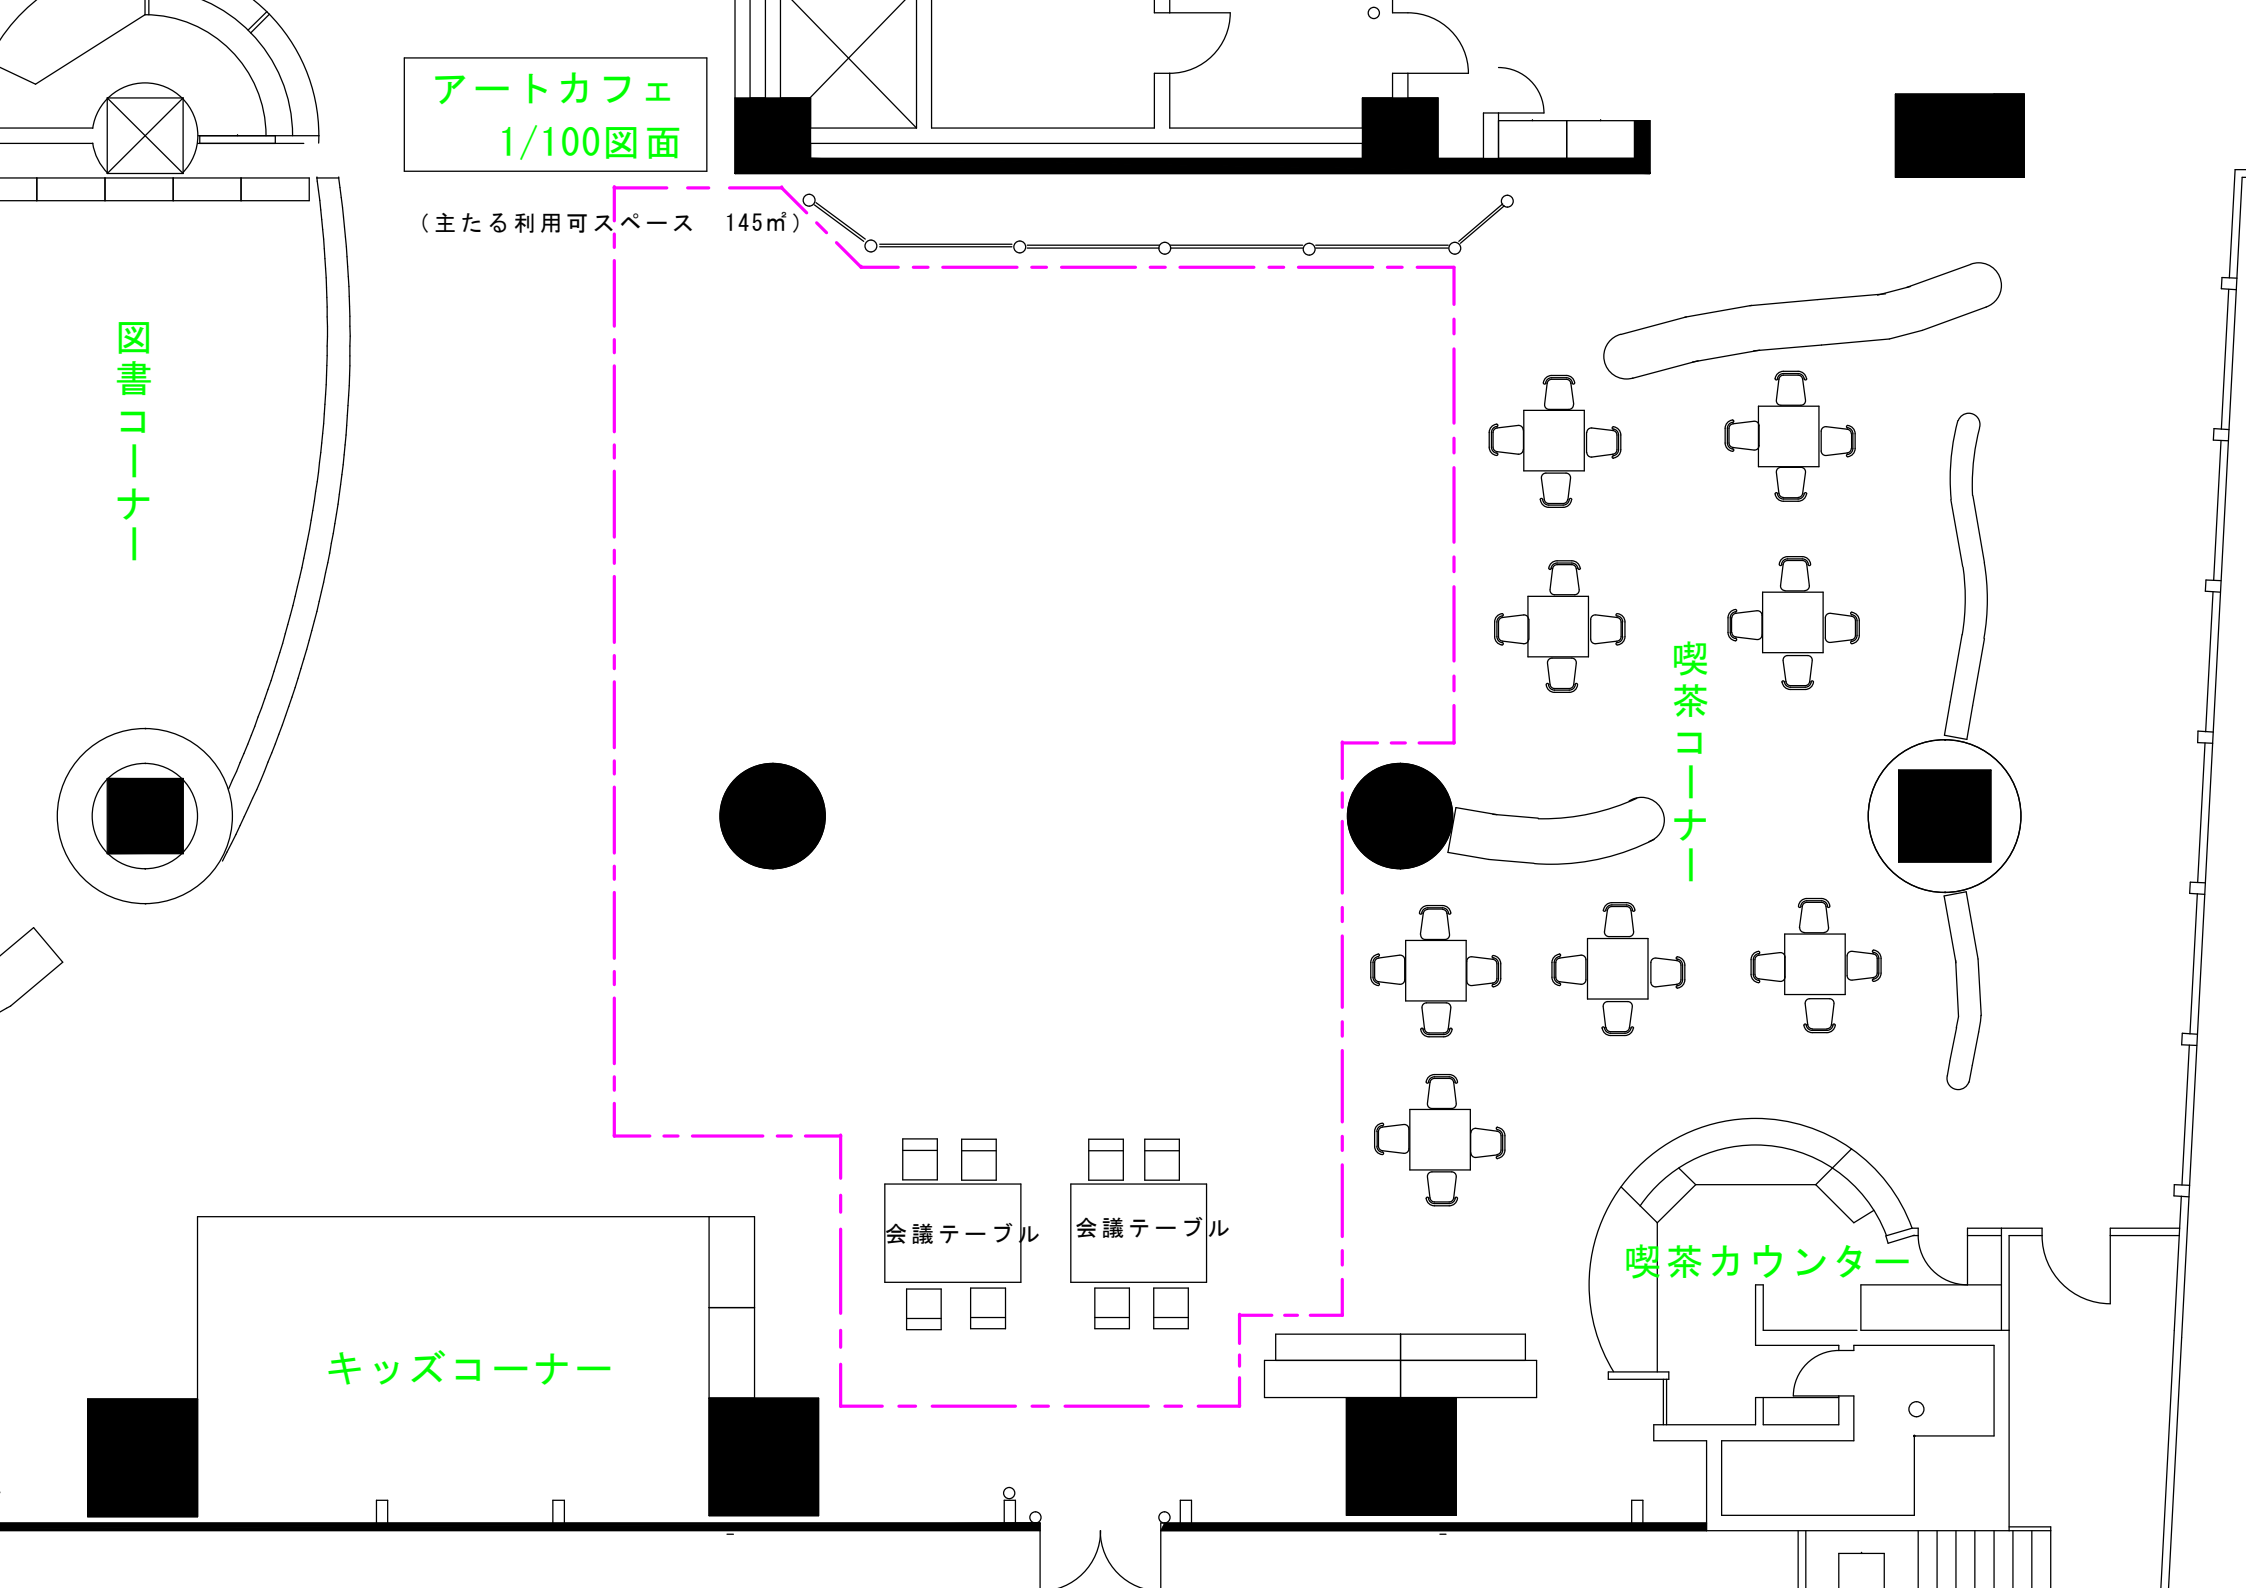 アートカフェ
1/100図面
（主たる利用可スペース　145㎡）
図書コーナー
喫茶コーナー
会議テーブル
会議テーブル
喫茶カウンター
キッズコーナー